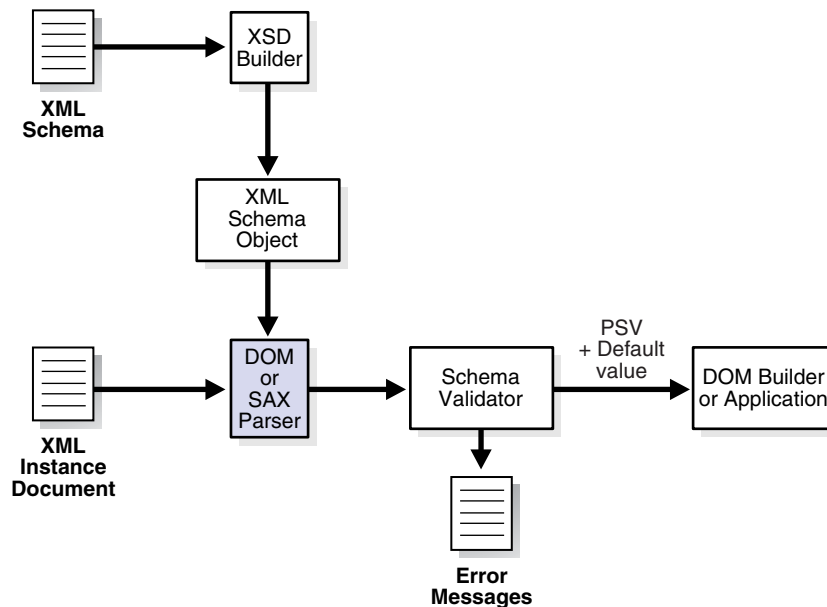 XSD
Builder
XML
Schema
XML
Schema
Object
DOM
or
SAX
Parser
PSV
+ Default
value
Schema
Validator
DOM Builder
or Application
XML
Instance
Document
Error
Messages